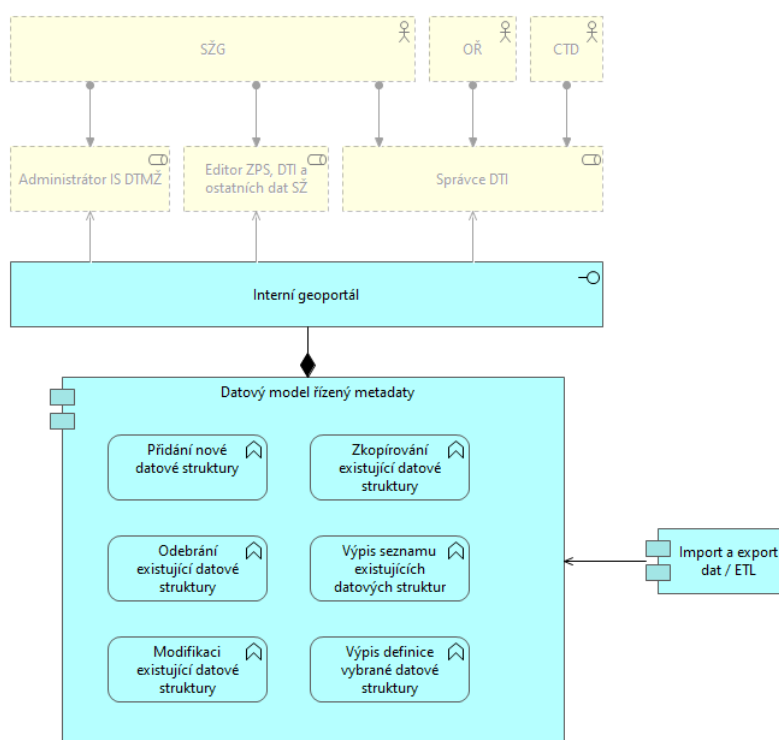 SŽG
OŘ
CTD
Administrátor IS DTMŽ
Editor ZPS, DTI a
ostatních dat SŽ
Správce DTI
Interní geoportál
Datový model řízený metadaty
Přidání nové
datové struktury
Zkopírování
existující datové
struktury
Odebrání
existující datové
struktury
Výpis seznamu
existujících
datových struktur
Modifikaci
existující datové
struktury
Výpis definice
vybrané datové
struktury
Import a export
dat / ETL